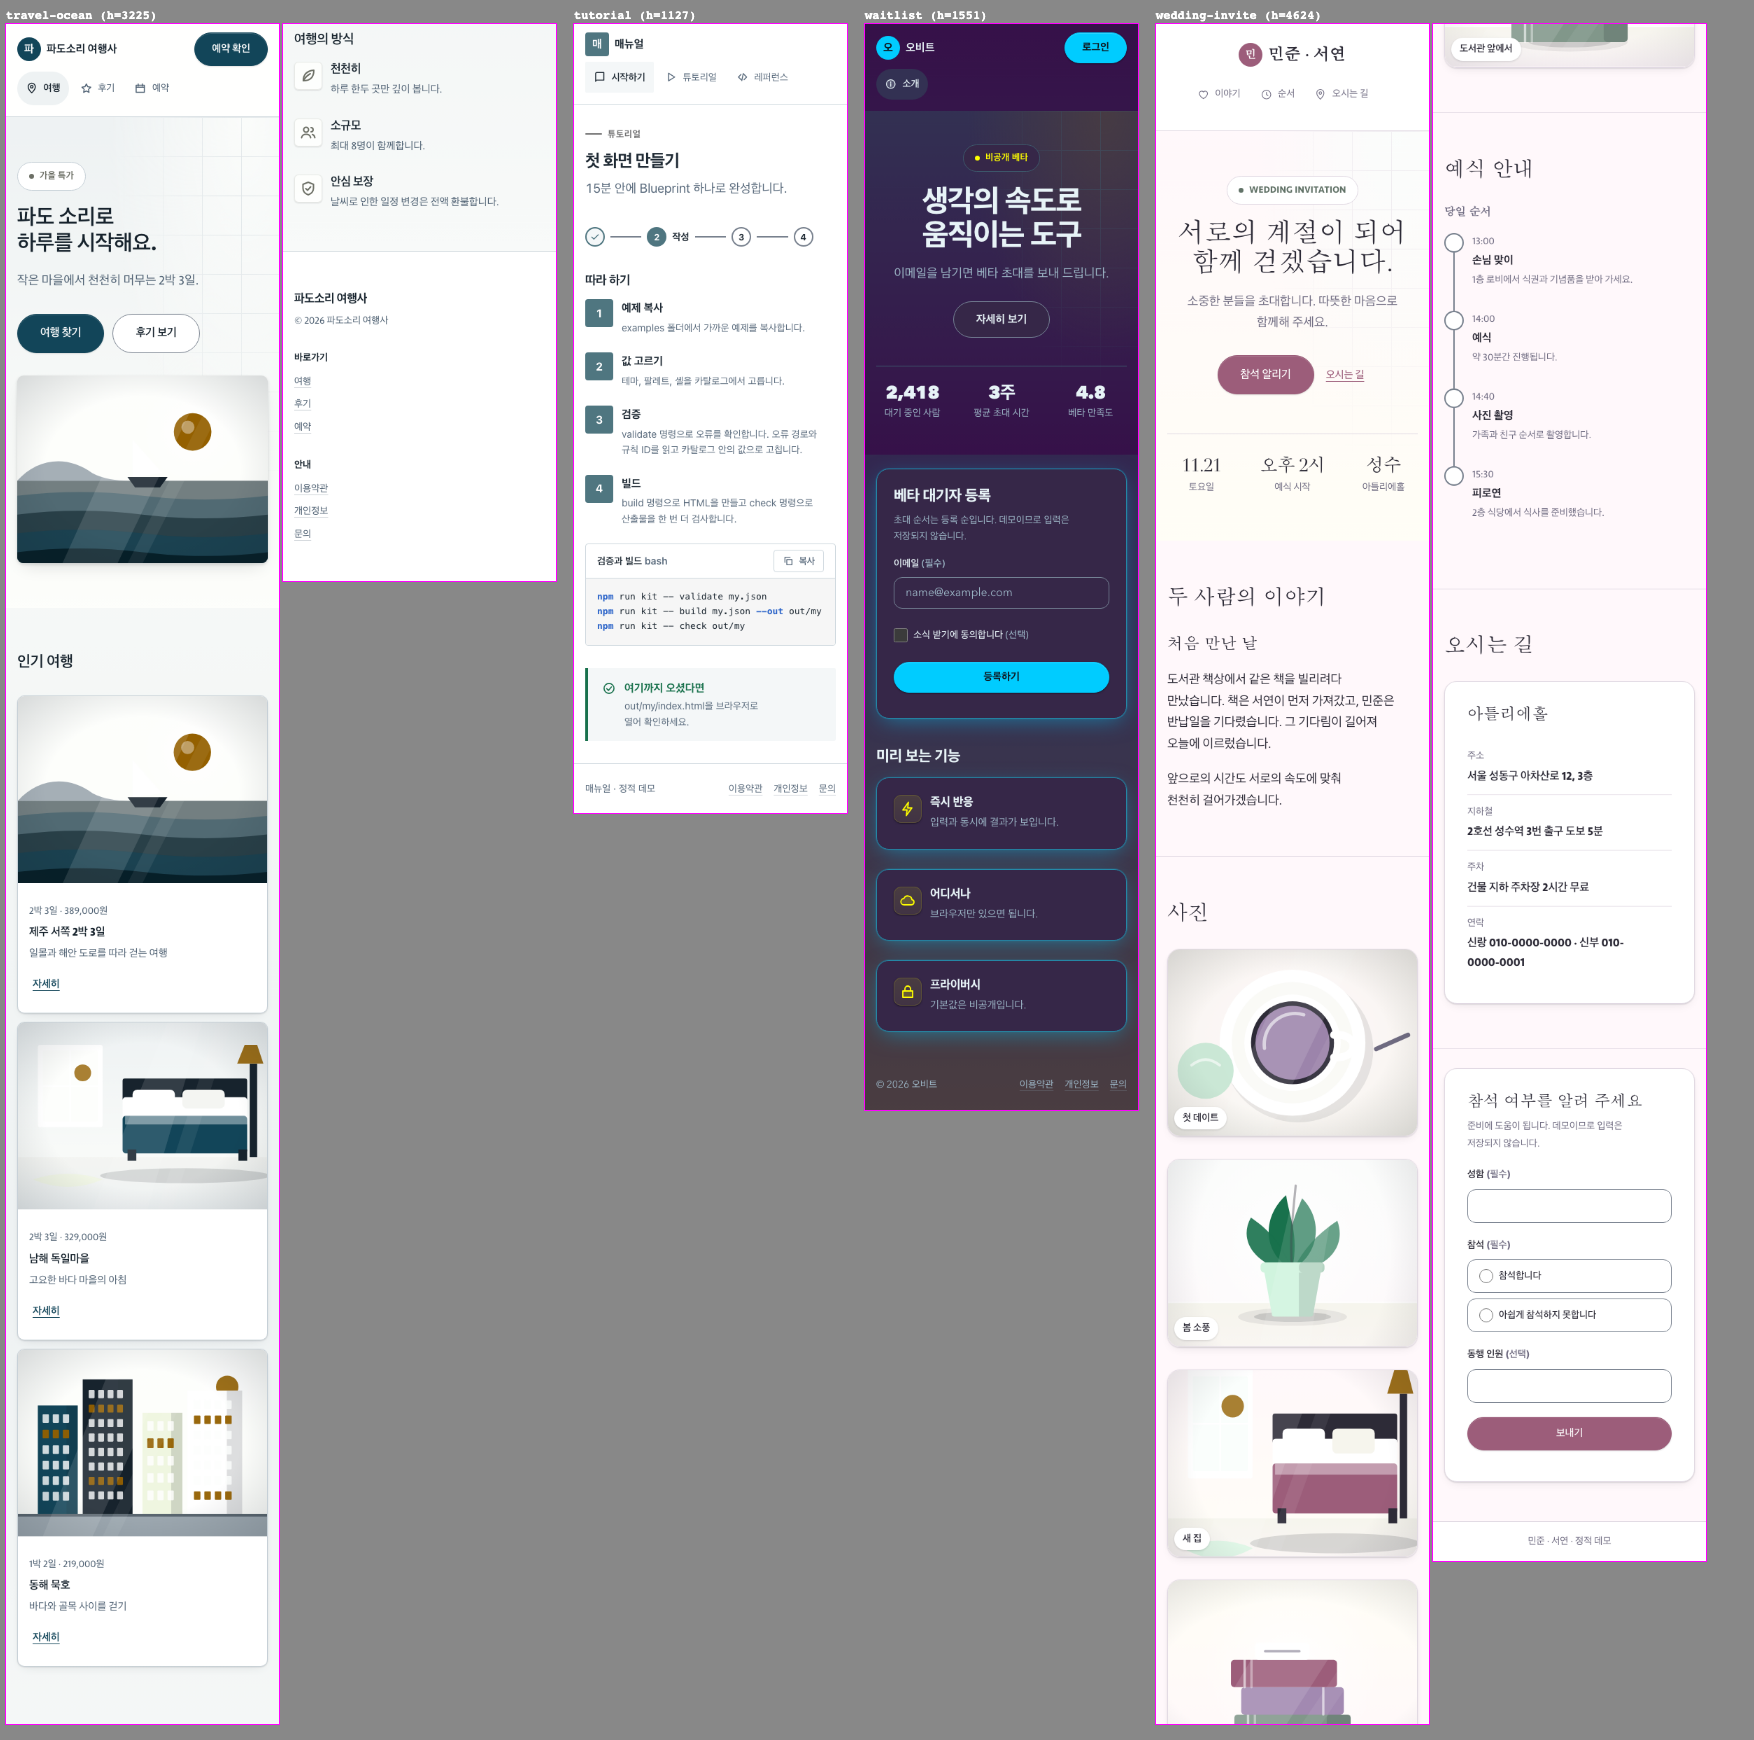 travel-ocean (h=3225)
파 파도소리 여행사
예약 확인
여행
후기
예약
가을 특가
파도 소리로
하루를 시작해요.
작은 마을에서 천천히 머무는 2박 3일.
여행 찾기
후기 보기
인기 여행
2박 3일 · 389,000원
제주 서쪽 2박 3일
일몰과 해안 도로를 따라 걷는 여행
자세히
2박 3일 · 329,000원
남해 독일마을
고요한 바다 마을의 아침
자세히
1박 2일 · 219,000원
동해 묵호
바다와 골목 사이를 걷기
자세히
여행의 방식
천천히
하루 한두 곳만 깊이 봅니다.
소규모
최대 8명이 함께합니다.
안심 보장
날씨로 인한 일정 변경은 전액 환불합니다.
파도소리 여행사
© 2026 파도소리 여행사
바로가기
여행
후기
예약
안내
이용약관
개인정보
문의
tutorial (h=1127)
매 매뉴얼
시작하기
튜토리얼
레퍼런스
튜토리얼
첫 화면 만들기
15분 안에 Blueprint 하나로 완성합니다.
2 작성 3 4
따라 하기
1 예제 복사
examples 폴더에서 가까운 예제를 복사합니다.
2 값 고르기
테마, 팔레트, 셸을 카탈로그에서 고릅니다.
3 검증
validate 명령으로 오류를 확인합니다. 오류 경로와
규칙 ID를 읽고 카탈로그 안의 값으로 고칩니다.
4 빌드
build 명령으로 HTML을 만들고 check 명령으로
산출물을 한 번 더 검사합니다.
검증과 빌드 bash
복사
npm run kit -- validate my.json
npm run kit -- build my.json --out out/my
npm run kit -- check out/my
여기까지 오셨다면
out/my/index.html을 브라우저로
열어 확인하세요.
매뉴얼 · 정적 데모
이용약관
개인정보
문의
waitlist (h=1551)
오 오비트
로그인
소개
비공개 베타
생각의 속도로
움직이는 도구
이메일을 남기면 베타 초대를 보내 드립니다.
자세히 보기
2,418
대기 중인 사람
3주
평균 초대 시간
4.8
베타 만족도
베타 대기자 등록
초대 순서는 등록 순입니다. 데모이므로 입력은
저장되지 않습니다.
이메일 (필수)
name@example.com
소식 받기에 동의합니다 (선택)
등록하기
미리 보는 기능
즉시 반응
입력과 동시에 결과가 보입니다.
어디서나
브라우저만 있으면 됩니다.
프라이버시
기본값은 비공개입니다.
© 2026 오비트
이용약관
개인정보
문의
wedding-invite (h=4624)
민 민준 · 서연
이야기
순서
오시는 길
WEDDING INVITATION
서로의 계절이 되어
함께 걷겠습니다.
소중한 분들을 초대합니다. 따뜻한 마음으로
함께해 주세요.
참석 알리기
오시는 길
11.21
토요일
오후 2시
예식 시작
성수
아틀리에홀
두 사람의 이야기
처음 만난 날
도서관 책상에서 같은 책을 빌리려다
만났습니다. 책은 서연이 먼저 가져갔고, 민준은
반납일을 기다렸습니다. 그 기다림이 길어져
오늘에 이르렀습니다.
앞으로의 시간도 서로의 속도에 맞춰
천천히 걸어가겠습니다.
사진
첫 데이트
봄 소풍
새 집
도서관 앞에서
예식 안내
당일 순서
13:00
손님 맞이
1층 로비에서 식권과 기념품을 받아 가세요.
14:00
예식
약 30분간 진행됩니다.
14:40
사진 촬영
가족과 친구 순서로 촬영합니다.
15:30
피로연
2층 식당에서 식사를 준비했습니다.
오시는 길
아틀리에홀
주소
서울 성동구 아차산로 12, 3층
지하철
2호선 성수역 3번 출구 도보 5분
주차
건물 지하 주차장 2시간 무료
연락
신랑 010-0000-0000 · 신부 010-
0000-0001
참석 여부를 알려 주세요
준비에 도움이 됩니다. 데모이므로 입력은
저장되지 않습니다.
성함 (필수)
참석 (필수)
참석합니다
아쉽게 참석하지 못합니다
동행 인원 (선택)
보내기
민준 · 서연 · 정적 데모